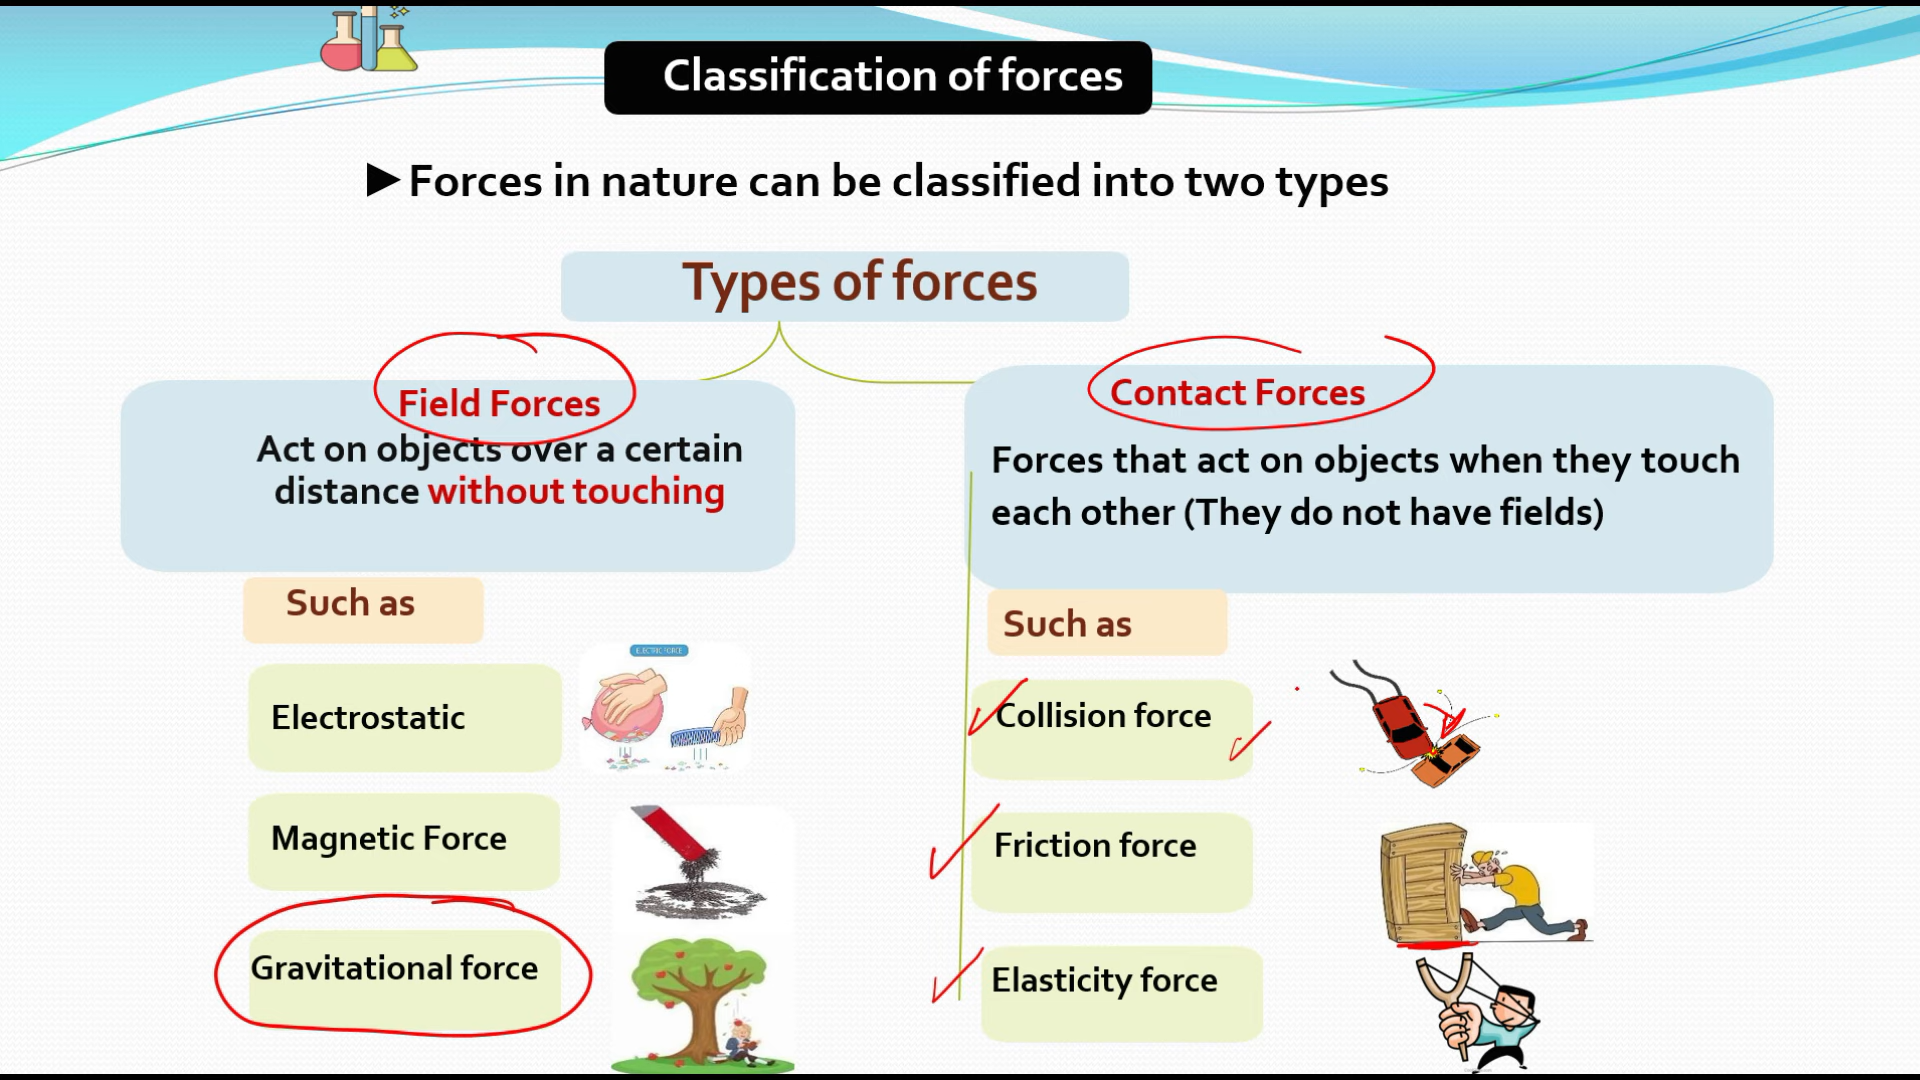 Classification of forces
▶Forces in nature can be classified into two types
Types of forces
Field Forces
Act on objects over a certain
distance without touching
Such as
ELECTRIC FORCE
Electrostatic
Magnetic Force
Gravitational force
Contact Forces
Forces that act on objects when they touch
each other (They do not have fields)
Such as
Collision force
Friction force
Elasticity force